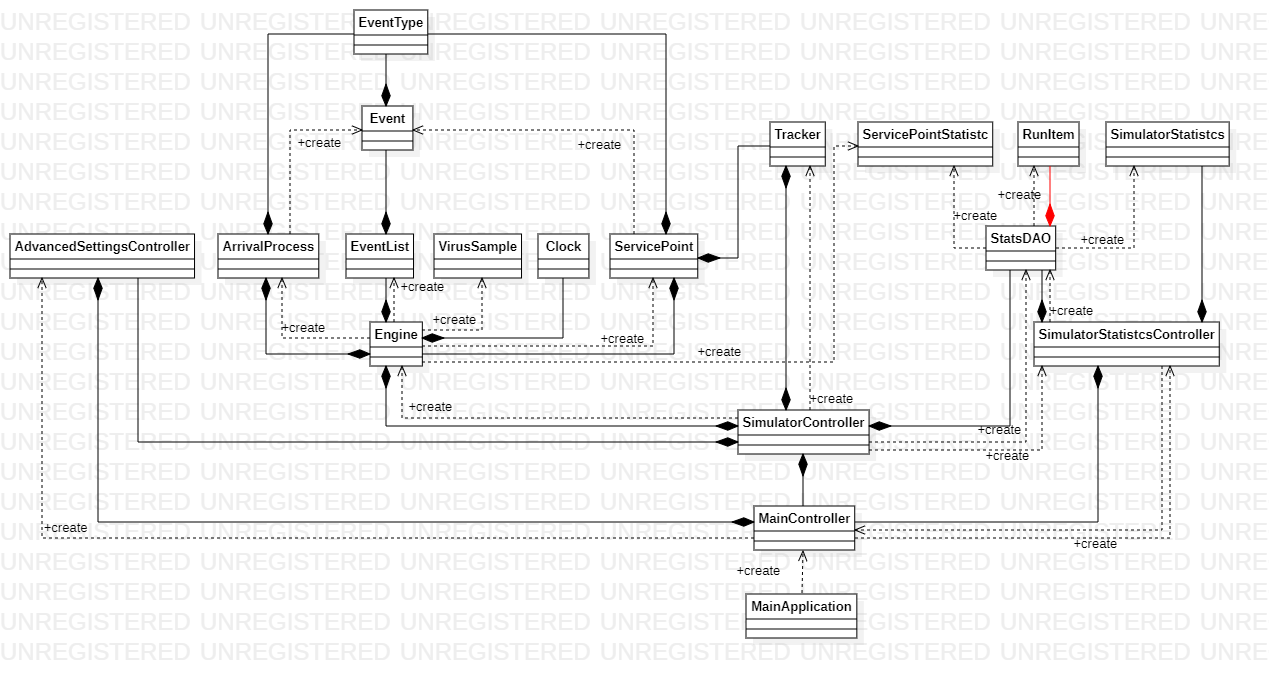 UNREGISTERED UNREGISTERED UNREGISTERED UNREGISTERED UNREGISTERED UNREGISTERED UNRE
EventType
Event
+create
+create
Tracker
ServicePointStatistc
RunItem
SimulatorStatistcs
+create
+create
AdvancedSettingsController
ArrivalProcess
EventList
VirusSample
Clock
ServicePoint
StatsDAO
+create
+create
+create
+create
+create
Engine
+create
+create
SimulatorStatistcsController
+create
+create
+create
SimulatorController
+create
+create
MainController
+create
+create
+create
MainApplication